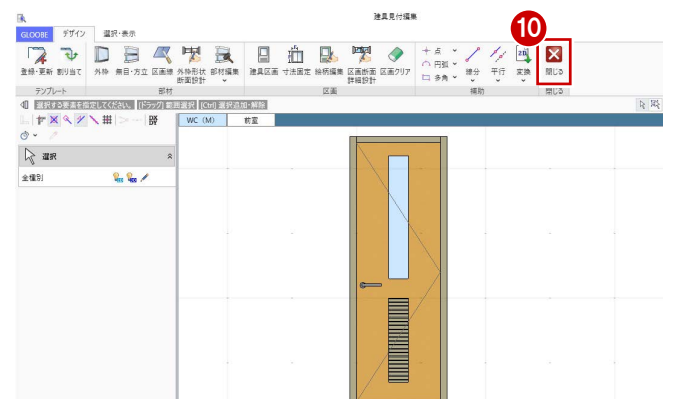 建具見付編集
10
GLOOBE デザイン 選択・表示
登録・更新 割り当て 外枠 無目・方立 区画線 外枠形状断面設計 部材編集 建具区画 寸法固定 絵柄編集 区画断面詳細設計 区画クリア 点 円弧 多角 線分 平行 変換 閉じる
テンプレート 部材 区画 補助 閉じる
選択する要素を指定してください。 [ドラッグ] 範囲選択 [Ctrl] 選択追加・解除
WC（M） 前室
選択
全種別